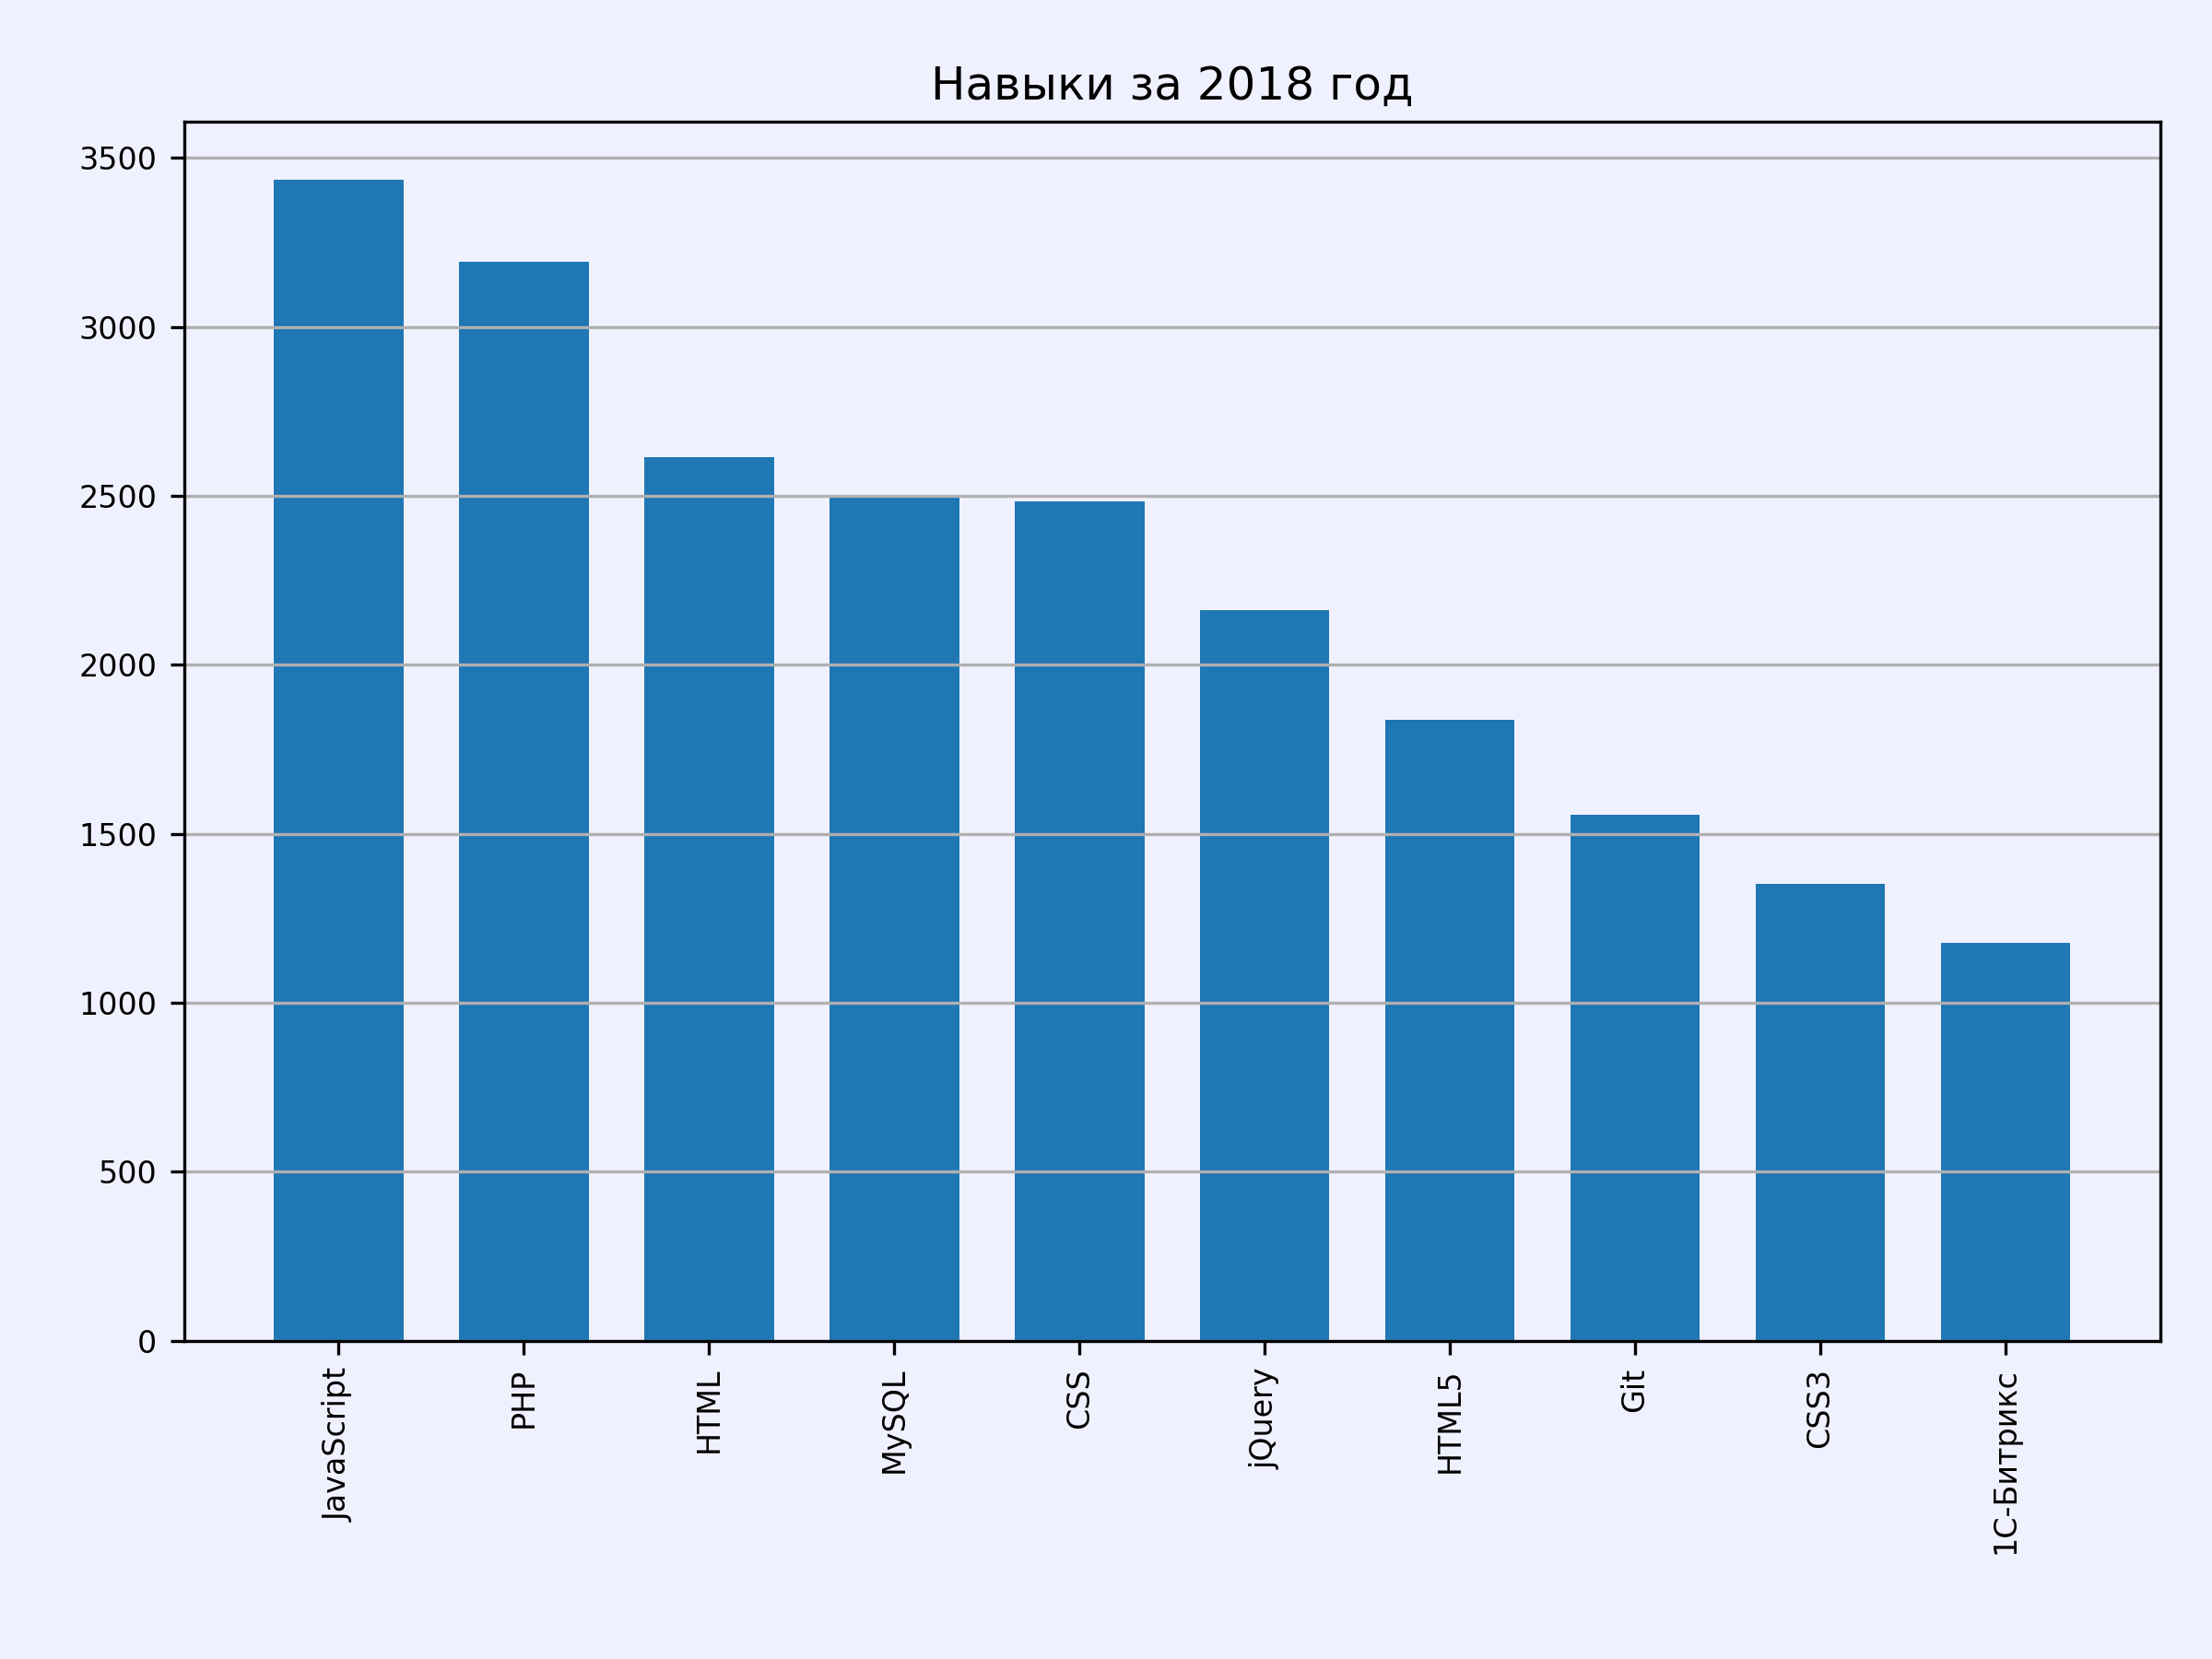 Навыки за 2018 год
3500
3000
2500
2000
1500
1000
500
0
JavaScript
PHP
HTML
MySQL
CSS
jQuery
HTML5
Git
CSS3
1С-Битрикс